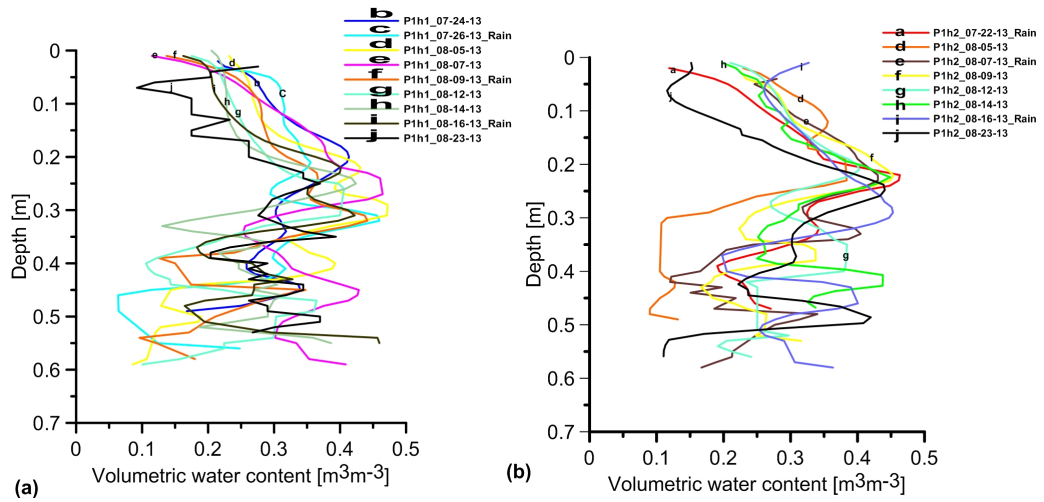 b P1h1_07-24-13
c P1h1_07-26-13_Rain
d P1h1_08-05-13
e P1h1_08-07-13
f P1h1_08-09-13_Rain
g P1h1_08-12-13
h P1h1_08-14-13
i P1h1_08-16-13_Rain
j P1h1_08-23-13
0
0.1
0.2
0.3
0.4
0.5
0.6
0.7
Depth [m]
e f d b C j i h g
0 0.1 0.2 0.3 0.4 0.5
Volumetric water content [m3m-3]
(a)
a P1h2_07-22-13_Rain
d P1h2_08-05-13
e P1h2_08-07-13_Rain
f P1h2_08-09-13
g P1h2_08-12-13
h P1h2_08-14-13
i P1h2_08-16-13_Rain
j P1h2_08-23-13
0
0.1
0.2
0.3
0.4
0.5
0.6
0.7
Depth [m]
a h i j d e f g
0 0.1 0.2 0.3 0.4 0.5
Volumetric water content [m3m-3]
(b)